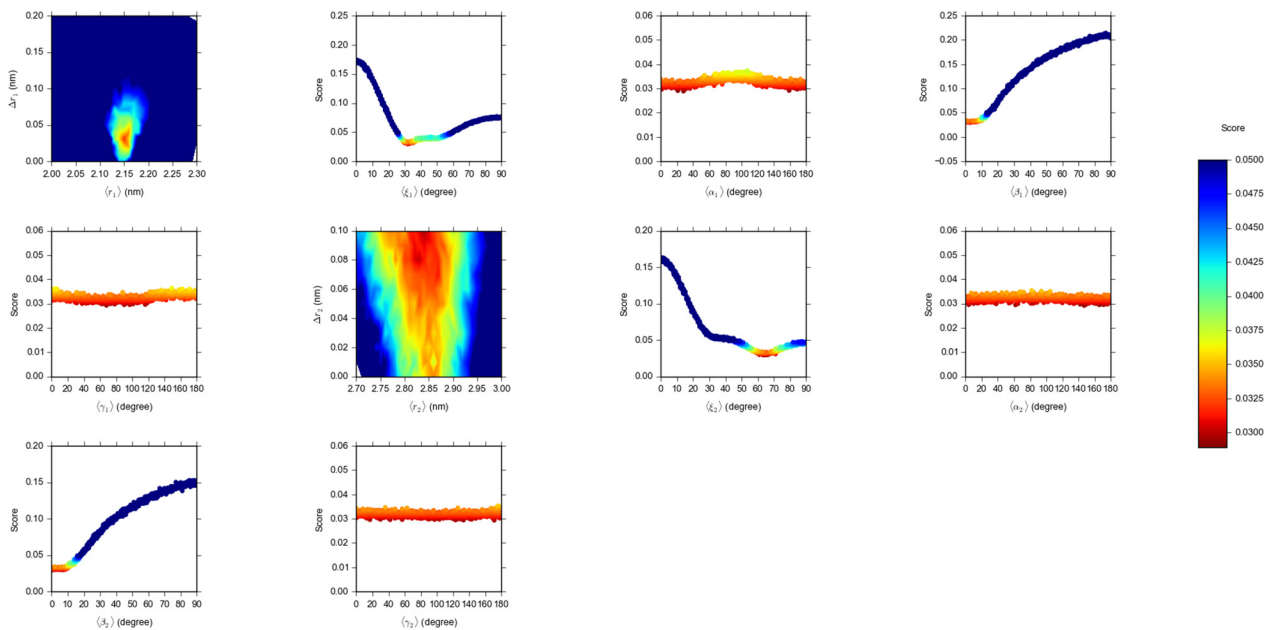 0.20
0.15
0.10
0.05
0.00
Δr₁ (nm)
2.00 2.05 2.10 2.15 2.20 2.25 2.30
⟨r₁⟩ (nm)
0.25
0.20
0.15
0.10
0.05
0.00
Score
0 10 20 30 40 50 60 70 80 90
⟨ξ₁⟩ (degree)
0.06
0.05
0.04
0.03
0.02
0.01
0.00
Score
0 20 40 60 80 100 120 140 160 180
⟨α₁⟩ (degree)
0.25
0.20
0.15
0.10
0.05
0.00
−0.05
Score
0 10 20 30 40 50 60 70 80 90
⟨β₁⟩ (degree)
Score
0.0500
0.0475
0.0450
0.0425
0.0400
0.0375
0.0350
0.0325
0.0300
0.06
0.05
0.04
0.03
0.02
0.01
0.00
Score
0 20 40 60 80 100 120 140 160 180
⟨γ₁⟩ (degree)
0.10
0.08
0.06
0.04
0.02
0.00
Δr₂ (nm)
2.70 2.75 2.80 2.85 2.90 2.95 3.00
⟨r₂⟩ (nm)
0.20
0.15
0.10
0.05
0.00
Score
0 10 20 30 40 50 60 70 80 90
⟨ξ₂⟩ (degree)
0.06
0.05
0.04
0.03
0.02
0.01
0.00
Score
0 20 40 60 80 100 120 140 160 180
⟨α₂⟩ (degree)
0.20
0.15
0.10
0.05
0.00
Score
0 10 20 30 40 50 60 70 80 90
⟨β₂⟩ (degree)
0.06
0.05
0.04
0.03
0.02
0.01
0.00
Score
0 20 40 60 80 100 120 140 160 180
⟨γ₂⟩ (degree)